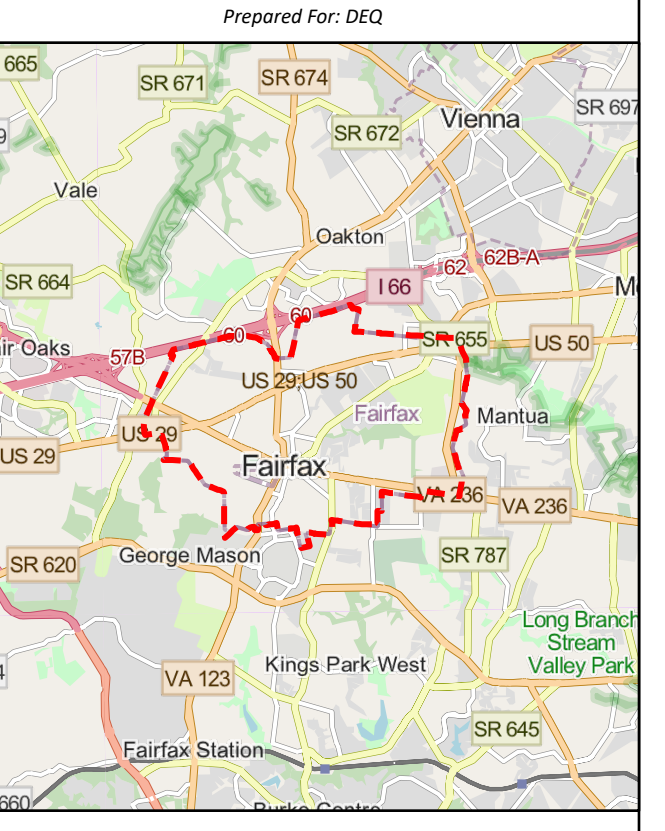 Prepared For: DEQ
665
SR 671
SR 674
SR 697
Vienna
SR 672
Vale
Oakton
62
62B-A
SR 664
I 66
60
60
SR 655
US 50
57B
US 29;US 50
Fairfax
Mantua
US 29
US 29
Fairfax
VA 236
VA 236
George Mason
SR 787
SR 620
Long Branch
Stream
Valley Park
Kings Park West
VA 123
SR 645
Fairfax Station
660